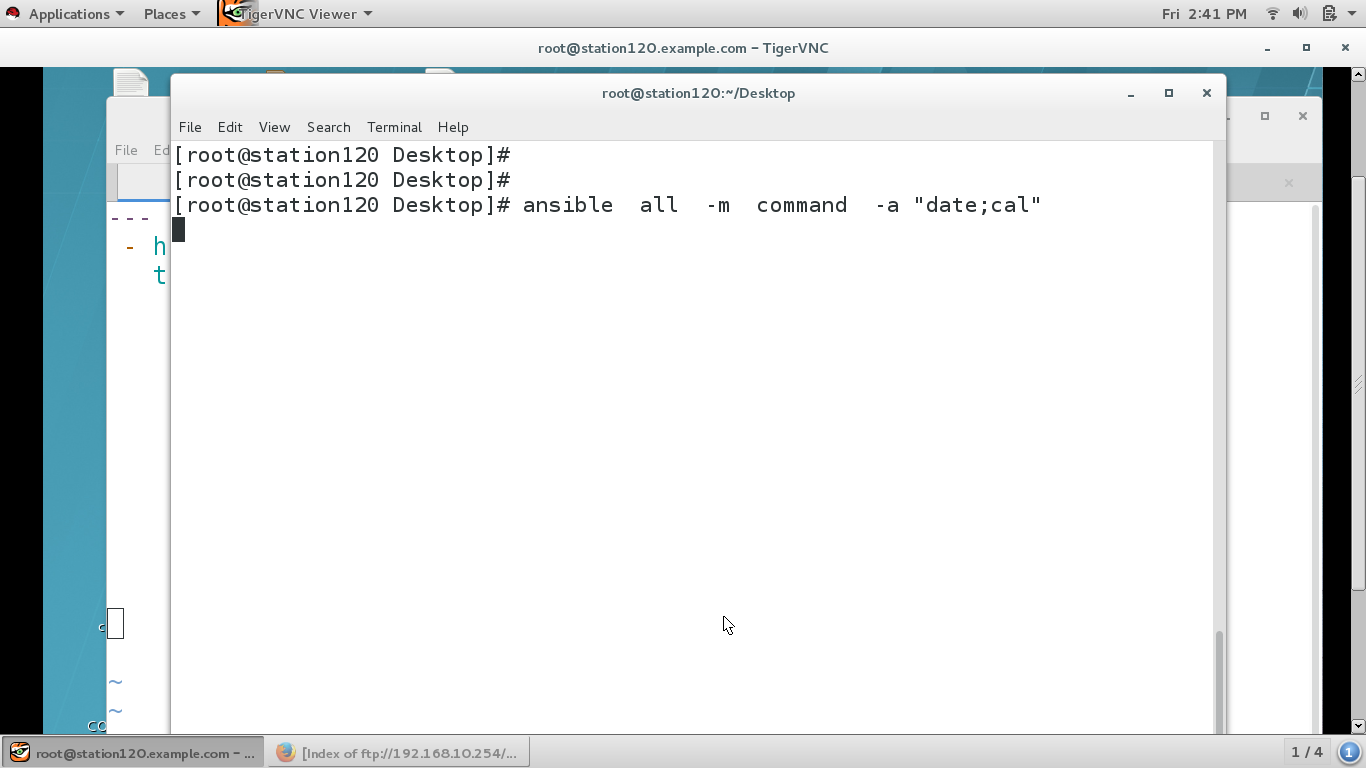 Applications Places TigerVNC Viewer Fri 2:41 PM
root@station120.example.com – TigerVNC
root@station120:~/Desktop
File Edit View Search Terminal Help
File Ed
[root@station120 Desktop]#
[root@station120 Desktop]#
[root@station120 Desktop]# ansible  all  -m  command  -a "date;cal"
---
- h
t
c
~
~
CO
root@station120.example.com – ... [Index of ftp://192.168.10.254/... 1 / 4 1